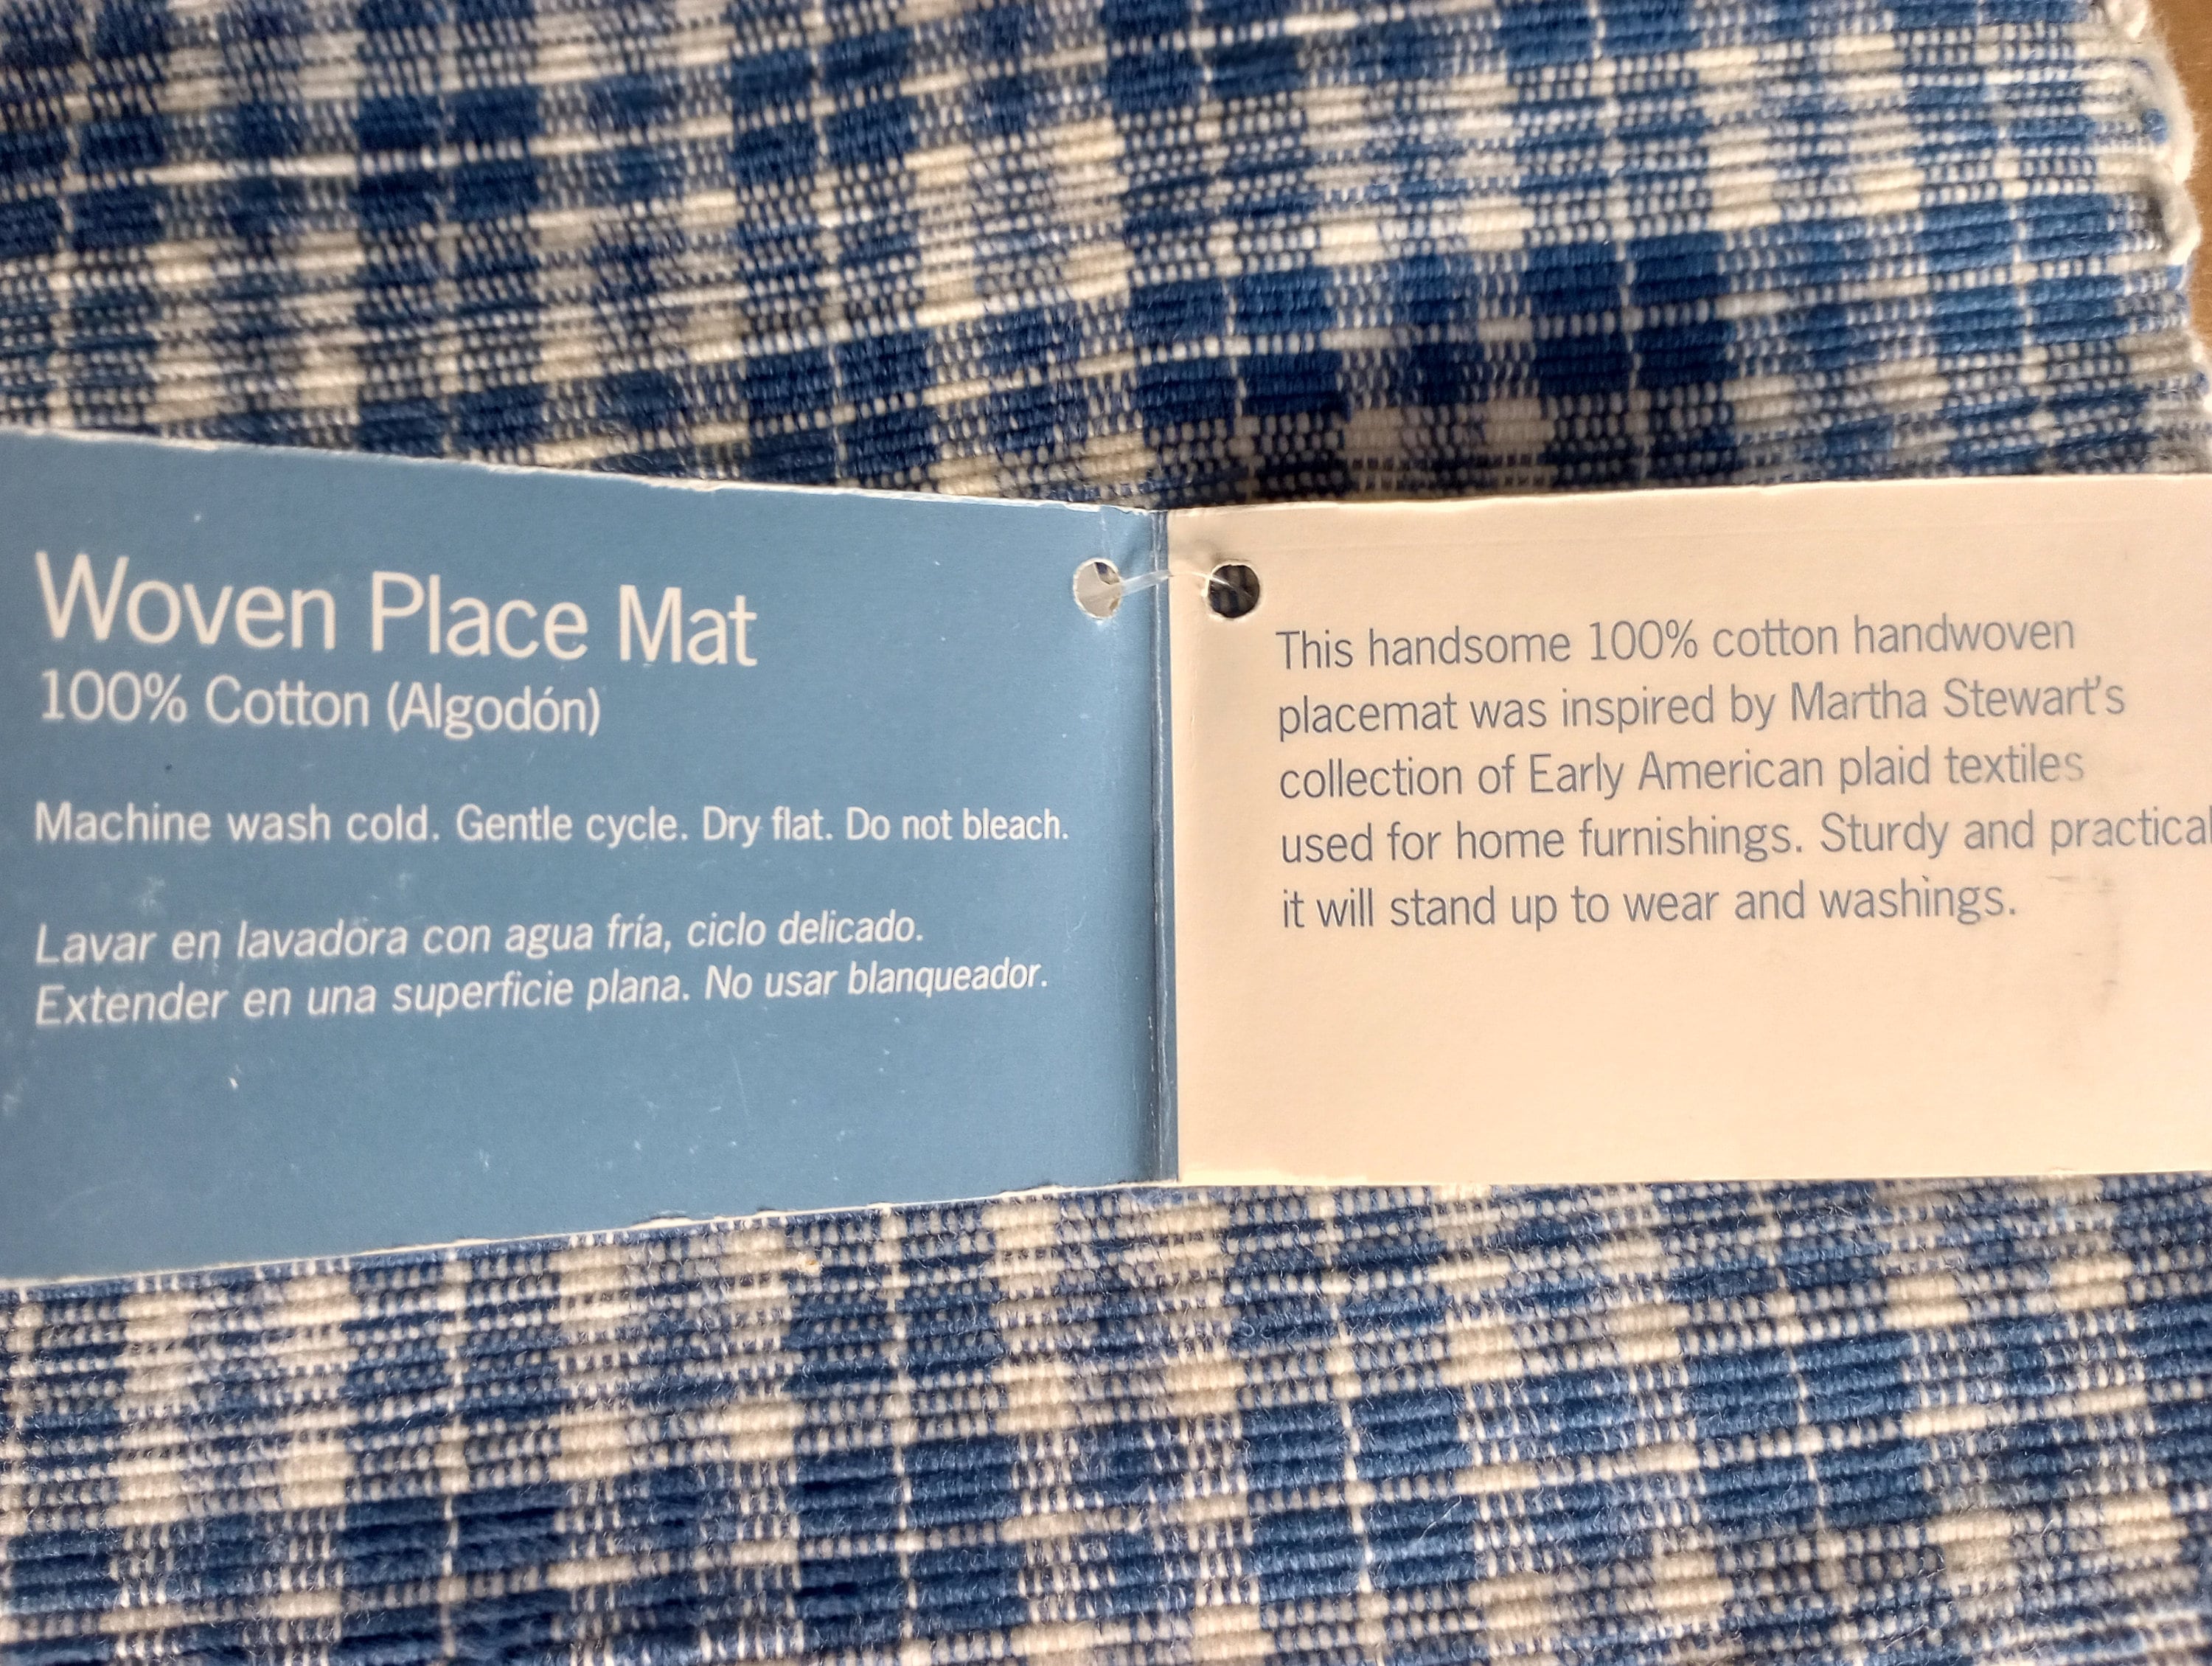 Woven Place Mat
100% Cotton (Algodón)
Machine wash cold. Gentle cycle. Dry flat. Do not bleach.
Lavar en lavadora con agua fría, ciclo delicado.
Extender en una superficie plana. No usar blanqueador.
This handsome 100% cotton handwoven
placemat was inspired by Martha Stewart's
collection of Early American plaid textiles
used for home furnishings. Sturdy and practical
it will stand up to wear and washings.